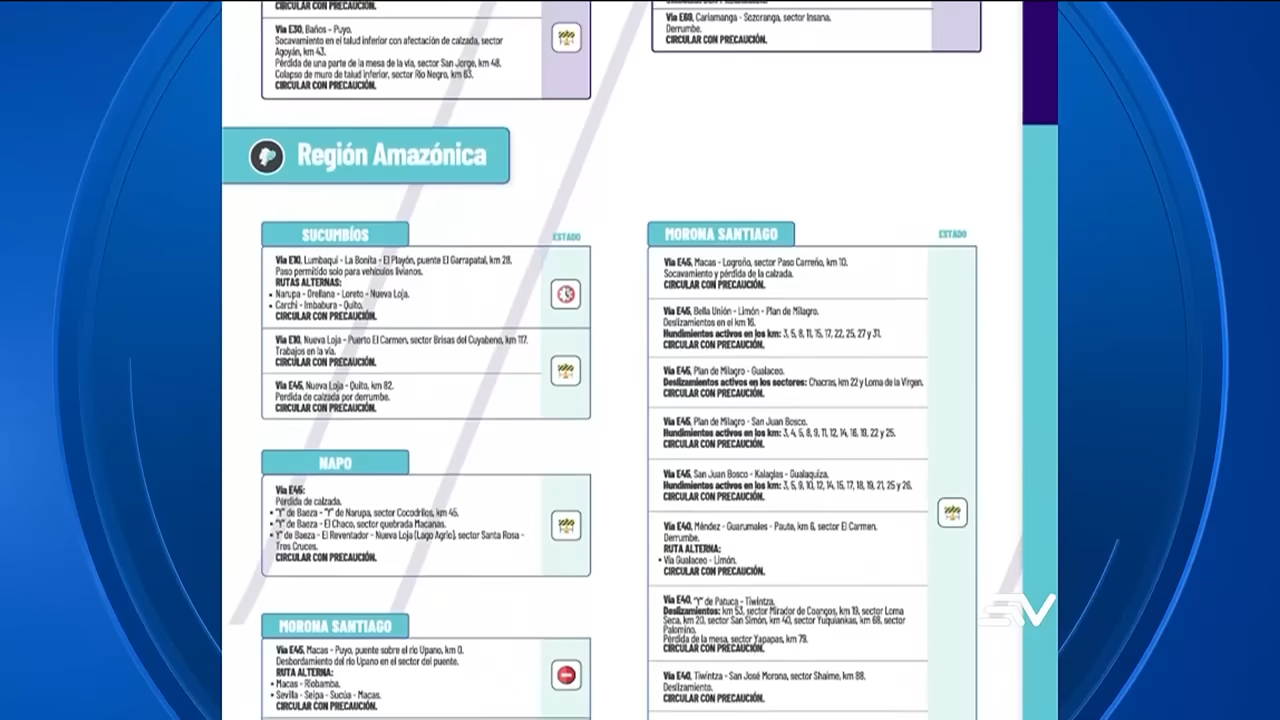 CIRCULAR CON PRECAUCIÓN.
Vía E30, Baños - Puyo.
Socavamiento en el talud inferior con afectación de calzada, sector
Agoyán, km 43.
Pérdida de una parte de la mesa de la vía, sector San Jorge, km 48.
Colapso de muro de talud inferior, sector Río Negro, km 63.
CIRCULAR CON PRECAUCIÓN.
Vía E69, Cariamanga - Sozoranga, sector Insana.
Derrumbe.
CIRCULAR CON PRECAUCIÓN.
Región Amazónica
SUCUMBÍOS
ESTADO
Vía E10, Lumbaqui - La Bonita - El Playón, puente El Garrapatal, km 28.
Paso permitido solo para vehículos livianos.
RUTAS ALTERNAS:
• Narupa - Orellana - Loreto - Nueva Loja.
• Carchi - Imbabura - Quito.
CIRCULAR CON PRECAUCIÓN.
Vía E10, Nueva Loja - Puerto El Carmen, sector Brisas del Cuyabeno, km 117.
Trabajos en la vía.
CIRCULAR CON PRECAUCIÓN.
Vía E45, Nueva Loja - Quito, km 82.
Perdida de calzada por derrumbe.
CIRCULAR CON PRECAUCIÓN.
NAPO
Vía E45:
Pérdida de calzada.
• "Y" de Baeza - "Y" de Narupa, sector Cocodrilos, km 45.
• "Y" de Baeza - El Chaco, sector quebrada Macanas.
• Y" de Baeza - El Reventador - Nueva Loja (Lago Agrio), sector Santa Rosa -
Tres Cruces.
CIRCULAR CON PRECAUCIÓN.
MORONA SANTIAGO
Vía E45, Macas - Puyo, puente sobre el río Upano, km 0.
Desbordamiento del río Upano en el sector del puente.
RUTA ALTERNA:
• Macas - Riobamba.
• Sevilla - Seipa - Sucúa - Macas.
CIRCULAR CON PRECAUCIÓN.
MORONA SANTIAGO
ESTADO
Vía E45, Macas - Logroño, sector Paso Carreño, km 10.
Socavamiento y pérdida de la calzada.
CIRCULAR CON PRECAUCIÓN.
Vía E45, Bella Unión - Limón - Plan de Milagro.
Deslizamientos en el km 16.
Hundimientos activos en los km: 3, 5, 8, 11, 15, 17, 22, 25, 27 y 31.
CIRCULAR CON PRECAUCIÓN.
Vía E45, Plan de Milagro - Gualaceo.
Deslizamientos activos en los sectores: Chacras, km 22 y Loma de la Virgen.
CIRCULAR CON PRECAUCIÓN.
Vía E45, Plan de Milagro - San Juan Bosco.
Hundimientos activos en los km: 3, 4, 5, 8, 9, 11, 12, 14, 16, 19, 22 y 25.
CIRCULAR CON PRECAUCIÓN.
Vía E45, San Juan Bosco - Kalaglas - Gualaquiza.
Hundimientos activos en los km: 3, 5, 9, 10, 12, 14, 15, 17, 18, 19, 21, 25 y 26.
CIRCULAR CON PRECAUCIÓN.
Vía E40, Méndez - Guarumales - Paute, km 6, sector El Carmen.
Derrumbe.
RUTA ALTERNA:
• Vía Gualaceo - Limón.
CIRCULAR CON PRECAUCIÓN.
Vía E40, "Y" de Patuca - Tiwintza.
Deslizamientos: km 53, sector Mirador de Coangos, km 19, sector Loma
Seca, km 20, sector San Simón, km 40, sector Yuquiankas, km 68, sector
Palomino.
Pérdida de la mesa, sector Yapapas, km 79.
CIRCULAR CON PRECAUCIÓN.
Vía E40, Tiwintza - San José Morona, sector Shaime, km 88.
Deslizamiento.
CIRCULAR CON PRECAUCIÓN.